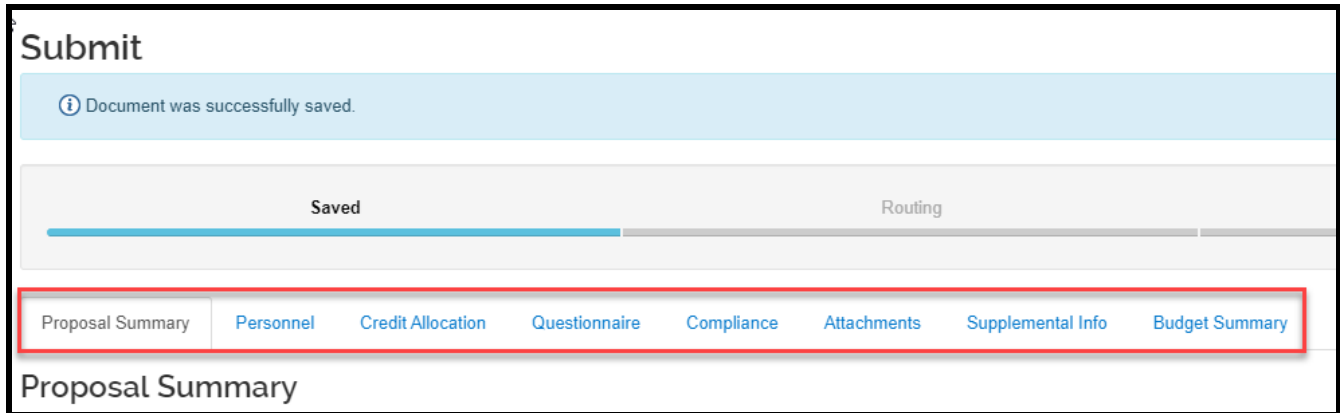 Submit
Document was successfully saved.
Saved Routing
Proposal Summary Personnel Credit Allocation Questionnaire Compliance Attachments Supplemental Info Budget Summary
Proposal Summary